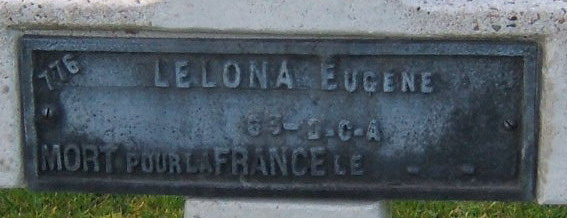 776
LELONA EUGENE
63-D-C-A
MORT POUR LA FRANCE LE - -